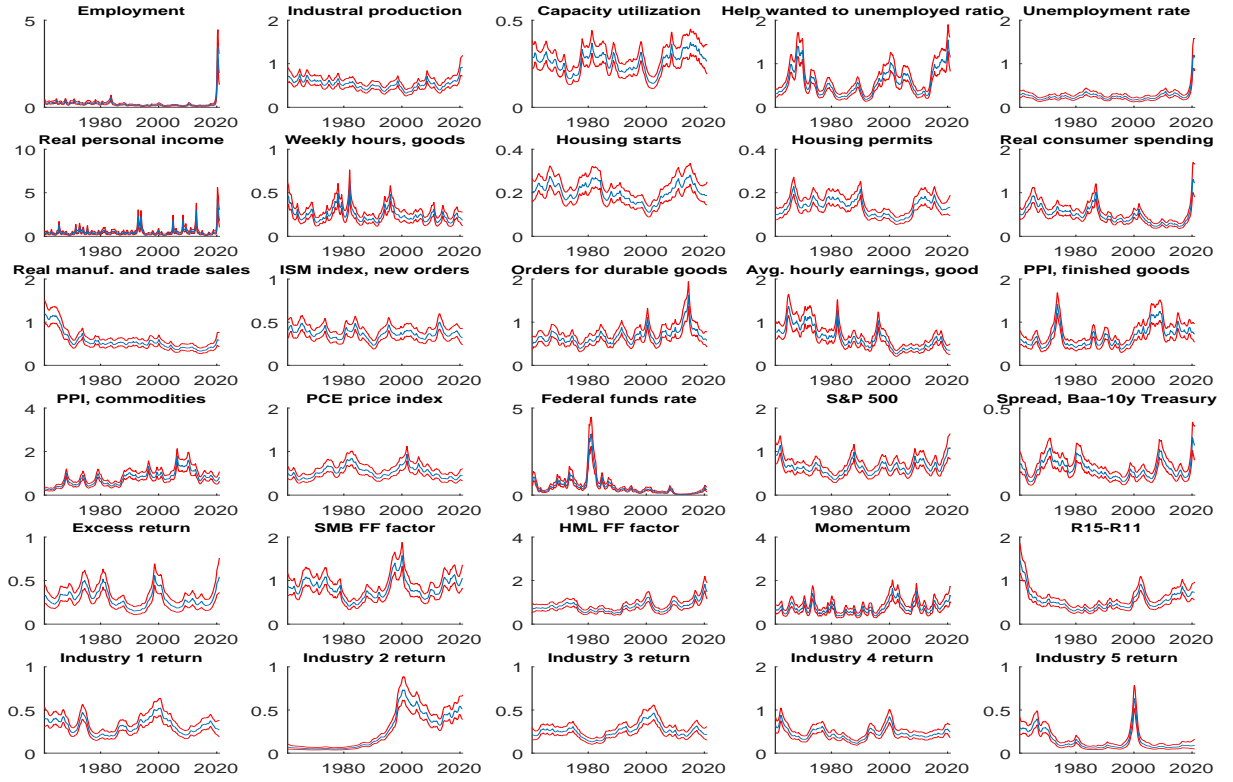 Employment Industral production Capacity utilization Help wanted to unemployed ratio Unemployment rate
5 2 0.5 2 2
1 1 1
0 0 0 0 0
1980 2000 2020 1980 2000 2020 1980 2000 2020 1980 2000 2020 1980 2000 2020
Real personal income Weekly hours, goods Housing starts Housing permits Real consumer spending
10 1 0.4 0.4 2
5 0.5 0.2 0.2 1
0 0 0 0 0
1980 2000 2020 1980 2000 2020 1980 2000 2020 1980 2000 2020 1980 2000 2020
Real manuf. and trade sales ISM index, new orders Orders for durable goods Avg. hourly earnings, good PPI, finished goods
2 1 2 2 2
1 0.5 1 1 1
0 0 0 0 0
1980 2000 2020 1980 2000 2020 1980 2000 2020 1980 2000 2020 1980 2000 2020
PPI, commodities PCE price index Federal funds rate S&P 500 Spread, Baa-10y Treasury
4 2 5 2 0.5
2 1 1
0 0 0 0 0
1980 2000 2020 1980 2000 2020 1980 2000 2020 1980 2000 2020 1980 2000 2020
Excess return SMB FF factor HML FF factor Momentum R15-R11
1 2 4 4 2
0.5 1 2 2 1
0 0 0 0 0
1980 2000 2020 1980 2000 2020 1980 2000 2020 1980 2000 2020 1980 2000 2020
Industry 1 return Industry 2 return Industry 3 return Industry 4 return Industry 5 return
1 1 1 2 1
0.5 0.5 0.5 1 0.5
0 0 0 0 0
1980 2000 2020 1980 2000 2020 1980 2000 2020 1980 2000 2020 1980 2000 2020